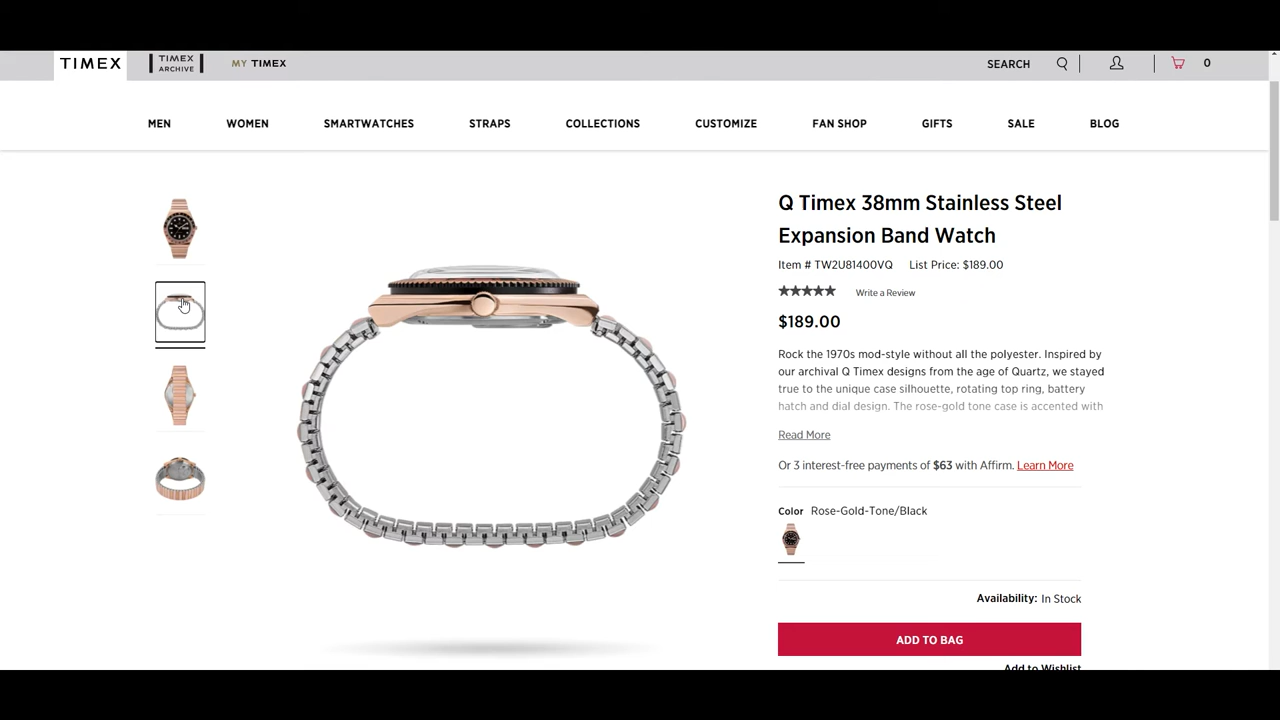 TIMEX
TIMEX
ARCHIVE
MY TIMEX
SEARCH
0
MEN
WOMEN
SMARTWATCHES
STRAPS
COLLECTIONS
CUSTOMIZE
FAN SHOP
GIFTS
SALE
BLOG
Q Timex 38mm Stainless Steel
Expansion Band Watch
Item # TW2U81400VQ List Price: $189.00
Write a Review
$189.00
Rock the 1970s mod-style without all the polyester. Inspired by
our archival Q Timex designs from the age of Quartz, we stayed
true to the unique case silhouette, rotating top ring, battery
hatch and dial design. The rose-gold tone case is accented with
Read More
Or 3 interest-free payments of $63 with Affirm. Learn More
Color Rose-Gold-Tone/Black
Availability: In Stock
ADD TO BAG
Add to Wishlist